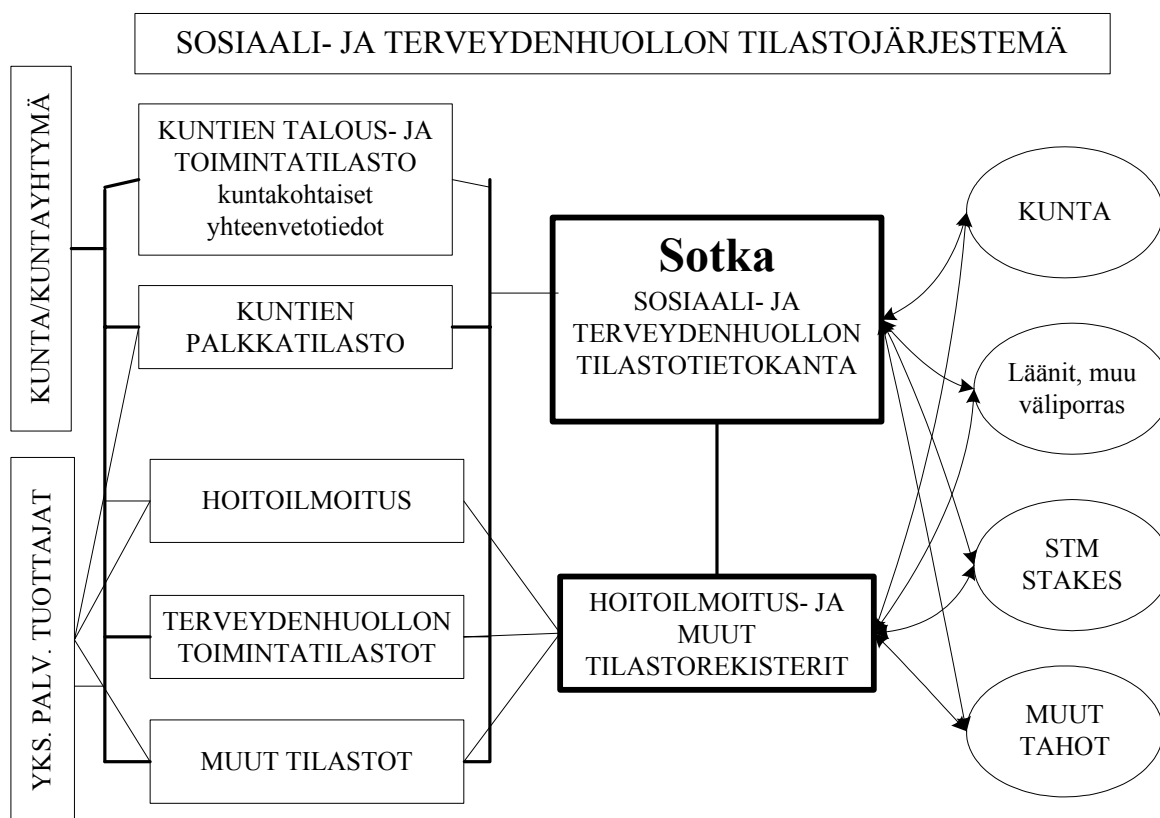 SOSIAALI- JA TERVEYDENHUOLLON TILASTOJÄRJESTEMÄ
KUNTA/KUNTAYHTYMÄ
YKS. PALV. TUOTTAJAT
KUNTIEN TALOUS- JA
TOIMINTATILASTO
kuntakohtaiset
yhteenvetotiedot
KUNTIEN
PALKKATILASTO
HOITOILMOITUS
TERVEYDENHUOLLON
TOIMINTATILASTOT
MUUT TILASTOT
Sotka
SOSIAALI- JA
TERVEYDENHUOLLON
TILASTOTIETOKANTA
HOITOILMOITUS- JA
MUUT
TILASTOREKISTERIT
KUNTA
Läänit, muu
väliporras
STM
STAKES
MUUT
TAHOT